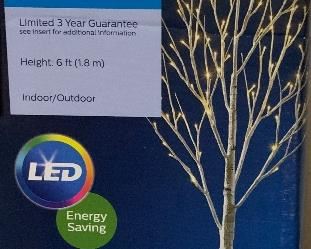 Limited 3 Year Guarantee
see insert for additional information
Height: 6 ft (1.8 m)
Indoor/Outdoor
LED
Energy
Saving